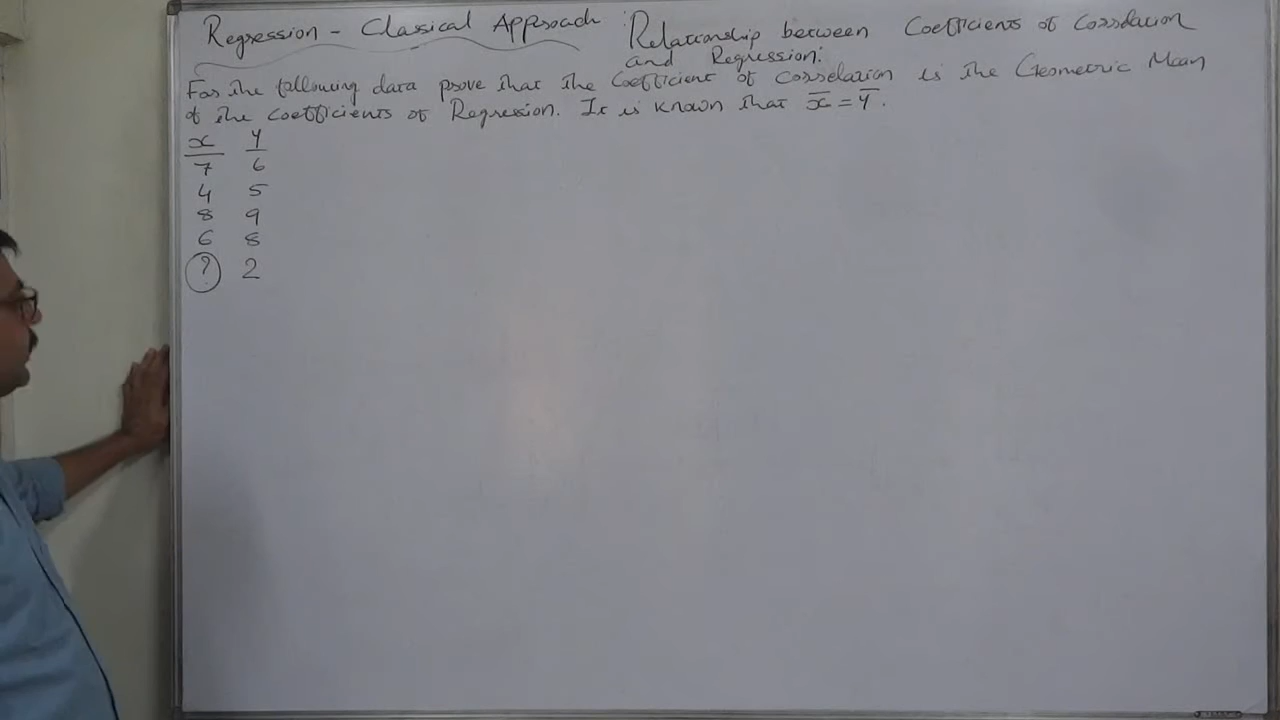 Regression - Classical Approach : Relationship between Coefficients of Correlation
and Regression:
For the following data prove that the Coefficient of Correlation is the Geometric Mean
of the Coefficients of Regression. It is known that x̄ = Ȳ.
x Y
7 6
4 5
8 9
6 8
? 2